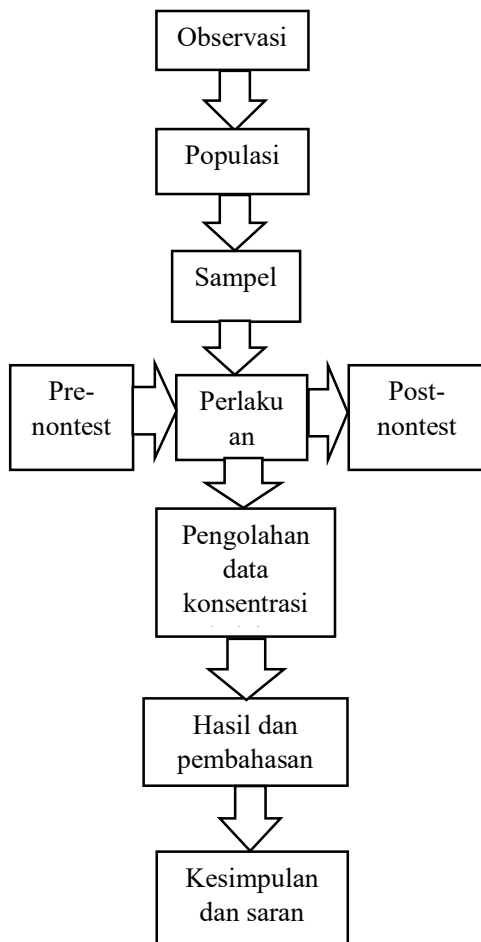 Observasi
Populasi
Sampel
Pre-
nontest
Perlaku
an
Post-
nontest
Pengolahan
data
konsentrasi
Hasil dan
pembahasan
Kesimpulan
dan saran